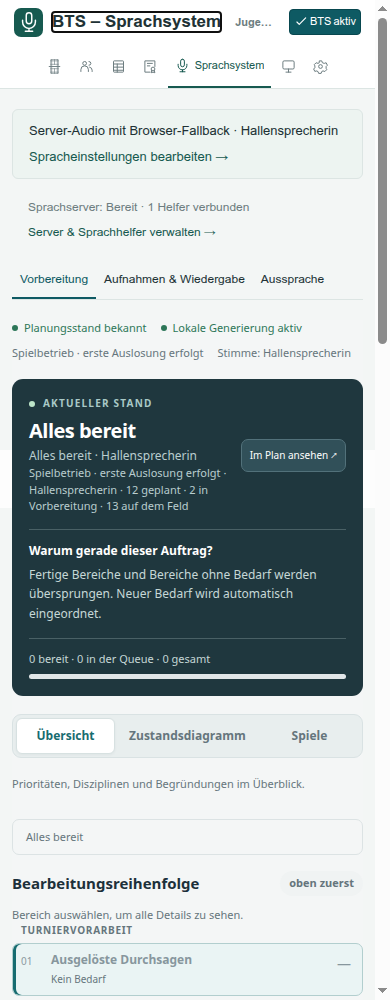 BTS – Sprachsystem
Juge...
BTS aktiv
Sprachsystem
Server-Audio mit Browser-Fallback · Hallensprecherin
Spracheinstellungen bearbeiten →
Sprachserver: Bereit · 1 Helfer verbunden
Server & Sprachhelfer verwalten →
Vorbereitung Aufnahmen & Wiedergabe Aussprache
Planungsstand bekannt Lokale Generierung aktiv
Spielbetrieb · erste Auslosung erfolgt Stimme: Hallensprecherin
AKTUELLER STAND
Alles bereit
Alles bereit · Hallensprecherin
Spielbetrieb · erste Auslosung erfolgt ·
Hallensprecherin · 12 geplant · 2 in
Vorbereitung · 13 auf dem Feld
Im Plan ansehen ↗
Warum gerade dieser Auftrag?
Fertige Bereiche und Bereiche ohne Bedarf werden
übersprungen. Neuer Bedarf wird automatisch
eingeordnet.
0 bereit · 0 in der Queue · 0 gesamt
Übersicht Zustandsdiagramm Spiele
Prioritäten, Disziplinen und Begründungen im Überblick.
Alles bereit
Bearbeitungsreihenfolge oben zuerst
Bereich auswählen, um alle Details zu sehen.
TURNIERVORARBEIT
01 Ausgelöste Durchsagen —
Kein Bedarf